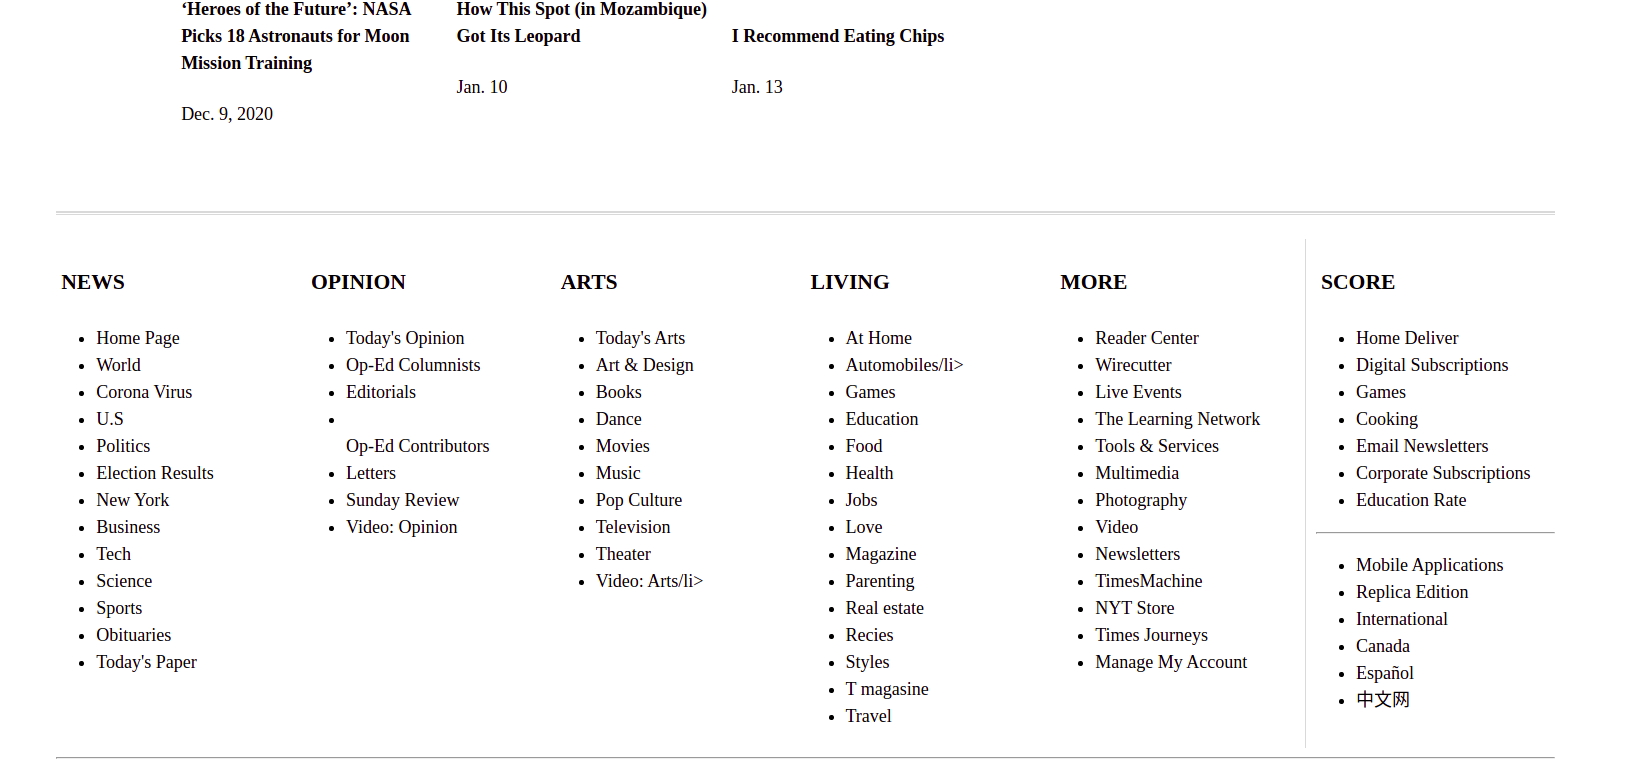 ‘Heroes of the Future’: NASA
Picks 18 Astronauts for Moon
Mission Training
Dec. 9, 2020
How This Spot (in Mozambique)
Got Its Leopard
Jan. 10
I Recommend Eating Chips
Jan. 13
NEWS
Home Page
World
Corona Virus
U.S
Politics
Election Results
New York
Business
Tech
Science
Sports
Obituaries
Today's Paper
OPINION
Today's Opinion
Op-Ed Columnists
Editorials
Op-Ed Contributors
Letters
Sunday Review
Video: Opinion
ARTS
Today's Arts
Art & Design
Books
Dance
Movies
Music
Pop Culture
Television
Theater
Video: Arts/li>
LIVING
At Home
Automobiles/li>
Games
Education
Food
Health
Jobs
Love
Magazine
Parenting
Real estate
Recies
Styles
T magasine
Travel
MORE
Reader Center
Wirecutter
Live Events
The Learning Network
Tools & Services
Multimedia
Photography
Video
Newsletters
TimesMachine
NYT Store
Times Journeys
Manage My Account
SCORE
Home Deliver
Digital Subscriptions
Games
Cooking
Email Newsletters
Corporate Subscriptions
Education Rate
Mobile Applications
Replica Edition
International
Canada
Español
中文网